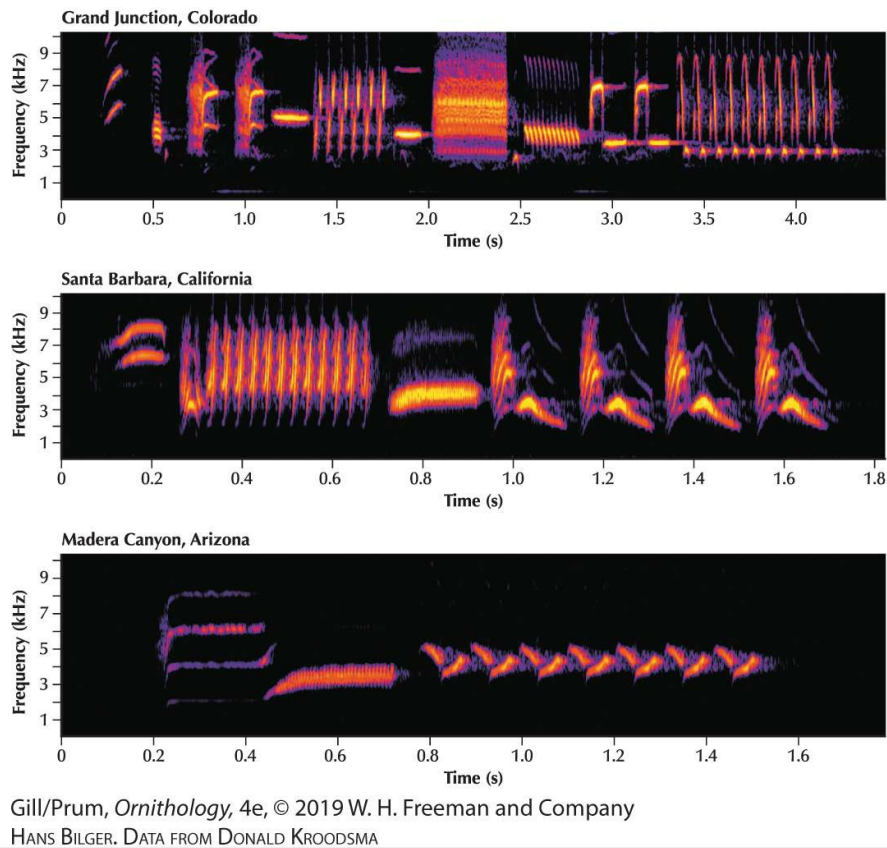 Grand Junction, Colorado
Frequency (kHz)
9
7
5
3
1
0 0.5 1.0 1.5 2.0 2.5 3.0 3.5 4.0
Time (s)
Santa Barbara, California
Frequency (kHz)
9
7
5
3
1
0 0.2 0.4 0.6 0.8 1.0 1.2 1.4 1.6 1.8
Time (s)
Madera Canyon, Arizona
Frequency (kHz)
9
7
5
3
1
0 0.2 0.4 0.6 0.8 1.0 1.2 1.4 1.6
Time (s)
Gill/Prum, Ornithology, 4e, © 2019 W. H. Freeman and Company
HANS BILGER. DATA FROM DONALD KROODSMA